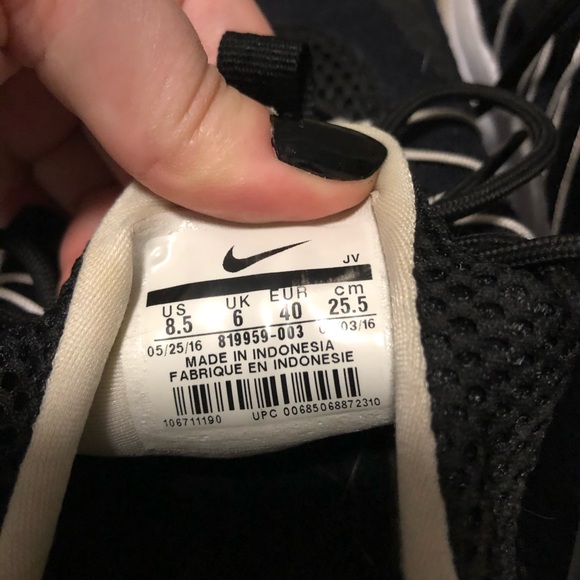 JV
US UK EUR cm
8.5 6 40 25.5
05/25/16 819959-003 03/16
MADE IN INDONESIA
FABRIQUE EN INDONESIE
106711190 UPC 00685068872310